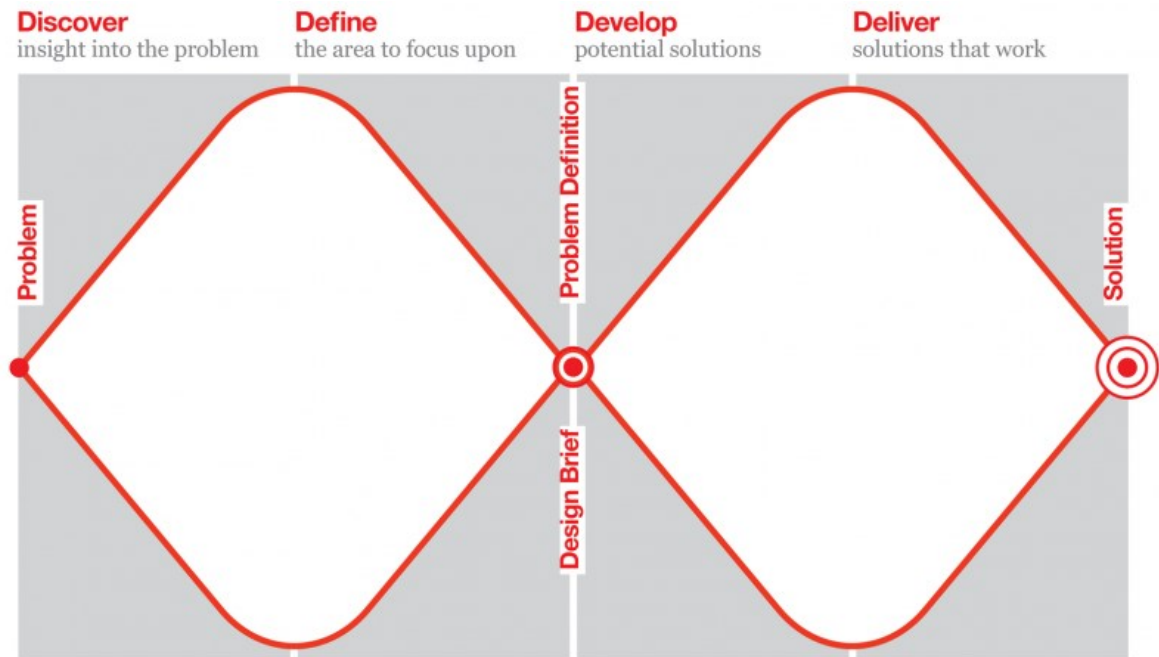 Discover
insight into the problem
Define
the area to focus upon
Develop
potential solutions
Deliver
solutions that work
Problem
Problem Definition
Design Brief
Solution